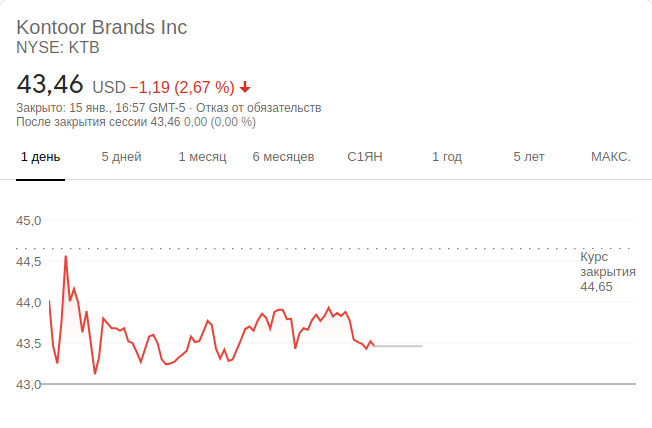 Kontoor Brands Inc
NYSE: KTB
43,46 USD −1,19 (2,67 %)
Закрыто: 15 янв., 16:57 GMT-5 · Отказ от обязательств
После закрытия сессии 43,46 0,00 (0,00 %)
1 день 5 дней 1 месяц 6 месяцев С1ЯН 1 год 5 лет МАКС.
45,0
Курс
закрытия
44,65
44,5
44,0
43,5
43,0